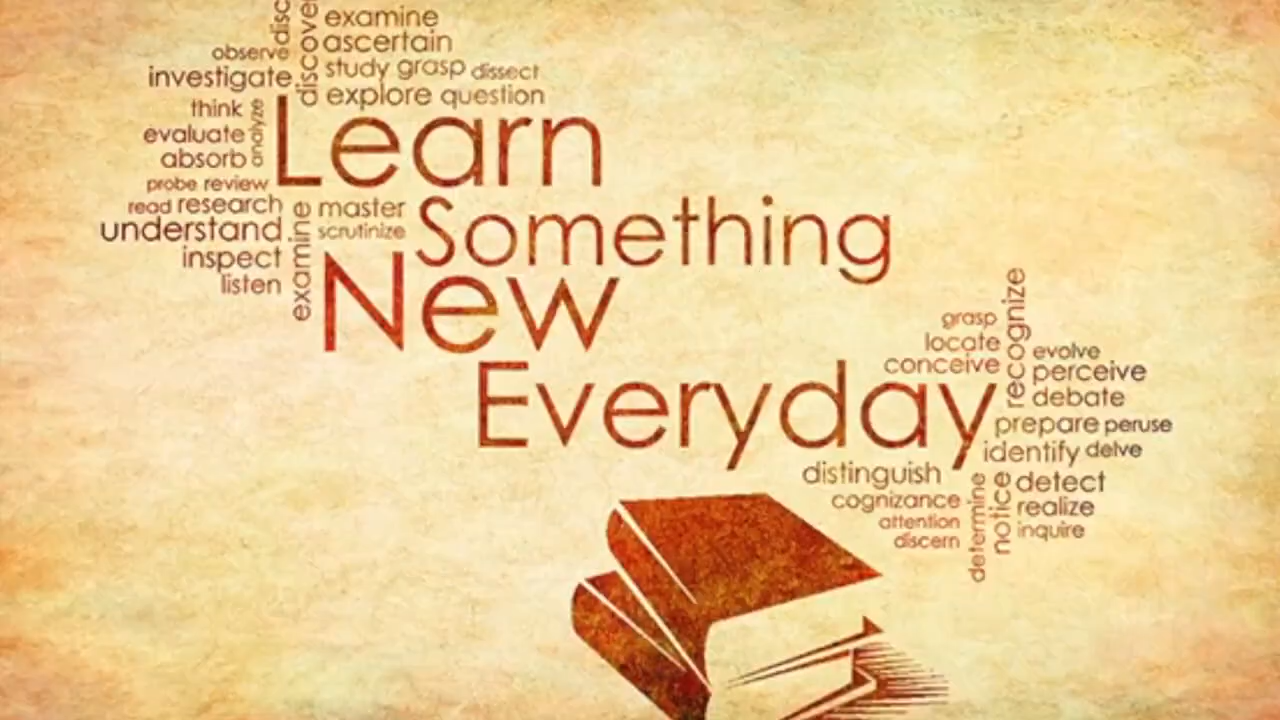 examine
discover
ascertain
observe
study grasp dissect
investigate
explore question
think
analyze
evaluate
absorb
Learn
probe review
read research
master
understand
scrutinize
Something
inspect
examine
listen
New
recognize
grasp
locate
evolve
conceive
perceive
Everyday
debate
prepare peruse
identify delve
distinguish
detect
cognizance
notice
realize
determine
attention
inquire
discern